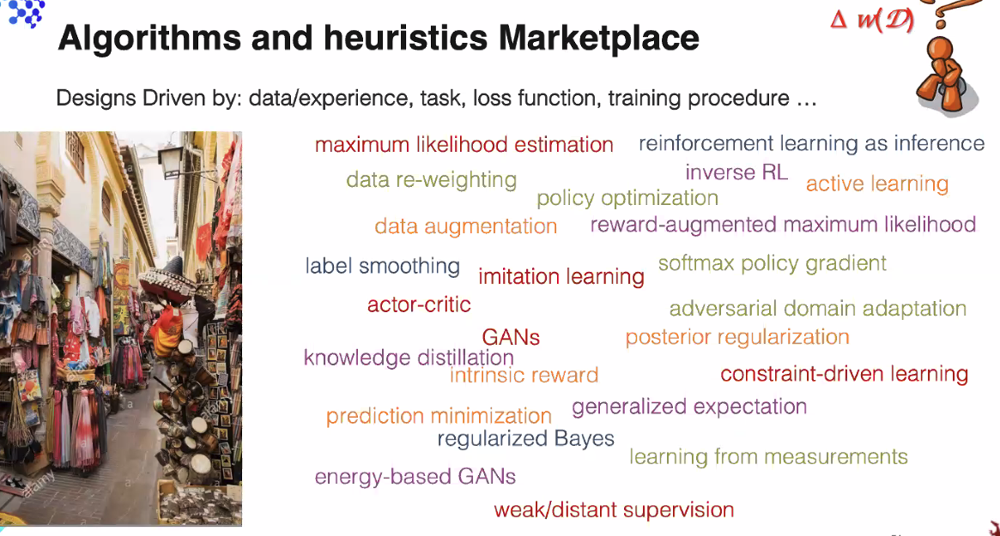 Δ w(𝒟)
Algorithms and heuristics Marketplace
Designs Driven by: data/experience, task, loss function, training procedure …
maximum likelihood estimation
reinforcement learning as inference
data re-weighting
inverse RL
active learning
policy optimization
data augmentation
reward-augmented maximum likelihood
label smoothing
imitation learning
softmax policy gradient
actor-critic
adversarial domain adaptation
GANs
posterior regularization
knowledge distillation
intrinsic reward
constraint-driven learning
prediction minimization
generalized expectation
regularized Bayes
learning from measurements
energy-based GANs
weak/distant supervision
alamy
alamy
a
a
alamy